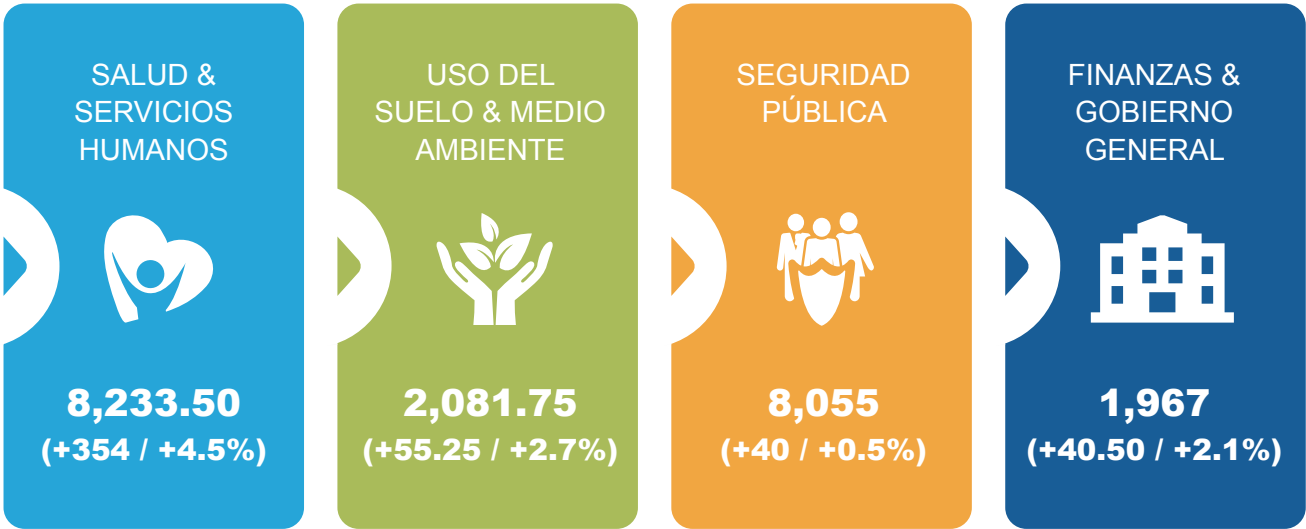 SALUD &
SERVICIOS
HUMANOS
8,233.50
(+354 / +4.5%)
USO DEL
SUELO & MEDIO
AMBIENTE
2,081.75
(+55.25 / +2.7%)
SEGURIDAD
PÚBLICA
8,055
(+40 / +0.5%)
FINANZAS &
GOBIERNO
GENERAL
1,967
(+40.50 / +2.1%)